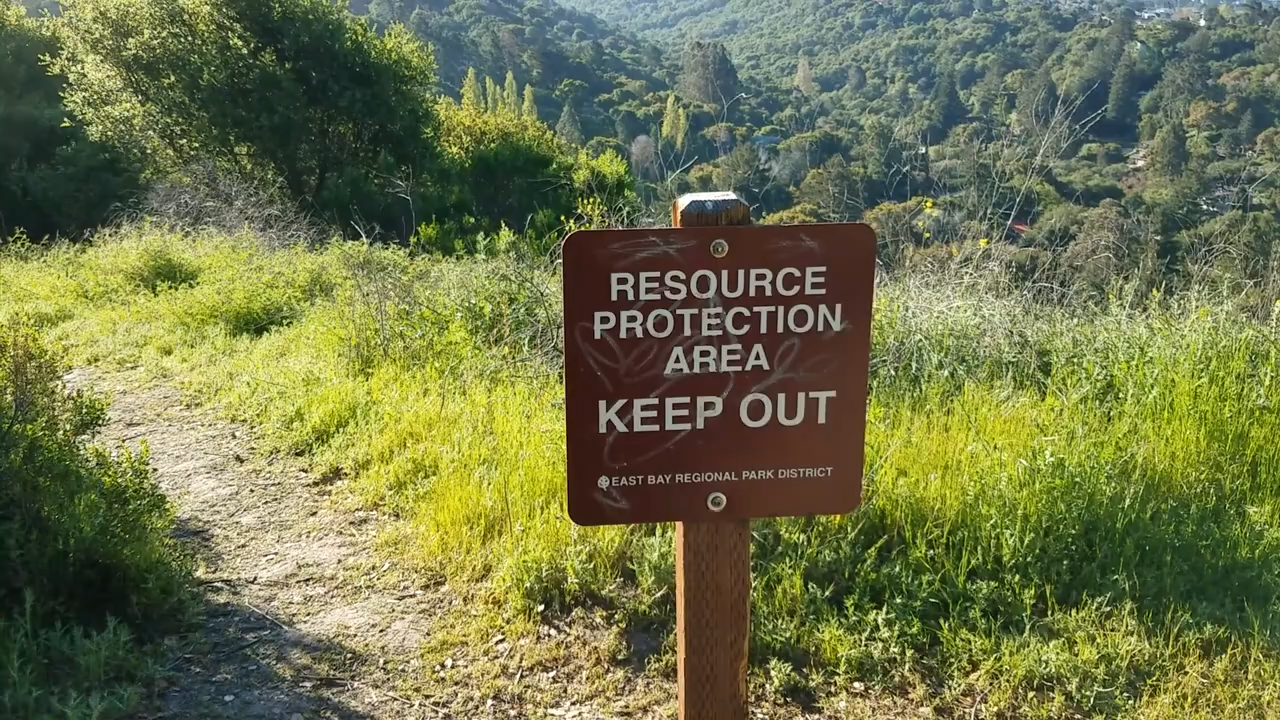 RESOURCE
PROTECTION
AREA
KEEP OUT
EAST BAY REGIONAL PARK DISTRICT